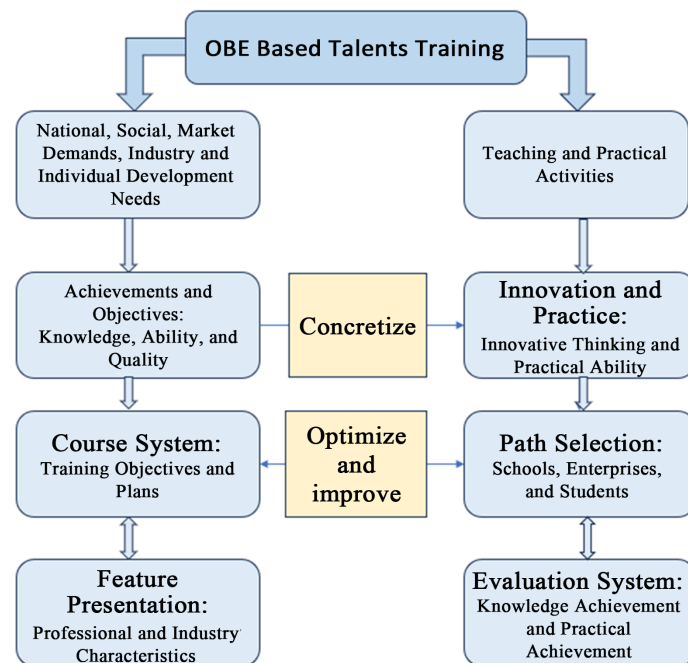 OBE Based Talents Training
National, Social, Market
Demands, Industry and
Individual Development
Needs
Teaching and Practical
Activities
Achievements and
Objectives:
Knowledge, Ability, and
Quality
Concretize
Innovation and
Practice:
Innovative Thinking and
Practical Ability
Course System:
Training Objectives and
Plans
Optimize
and
improve
Path Selection:
Schools, Enterprises,
and Students
Feature
Presentation:
Professional and Industry
Characteristics
Evaluation System:
Knowledge Achievement
and Practical
Achievement